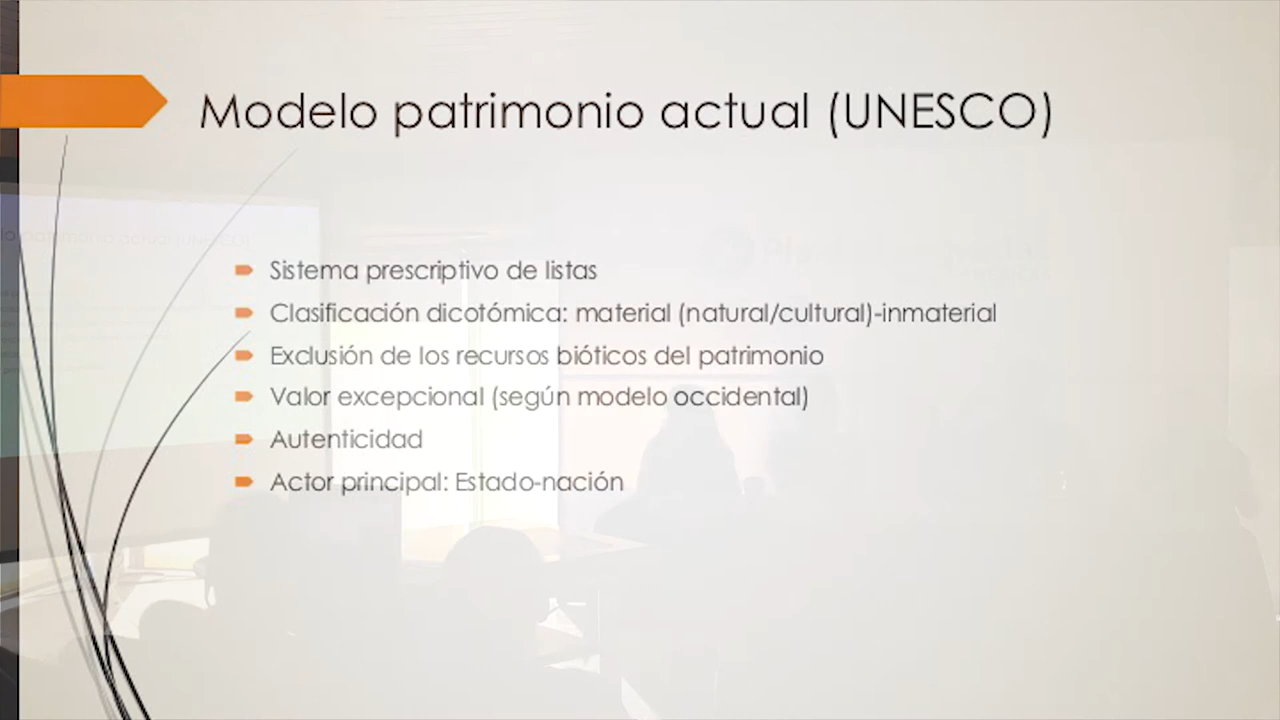 Modelo patrimonio actual (UNESCO)
Sistema prescriptivo de listas
Clasificación dicotómica: material (natural/cultural)-inmaterial
Exclusión de los recursos bióticos del patrimonio
Valor excepcional (según modelo occidental)
Autenticidad
Actor principal: Estado-nación